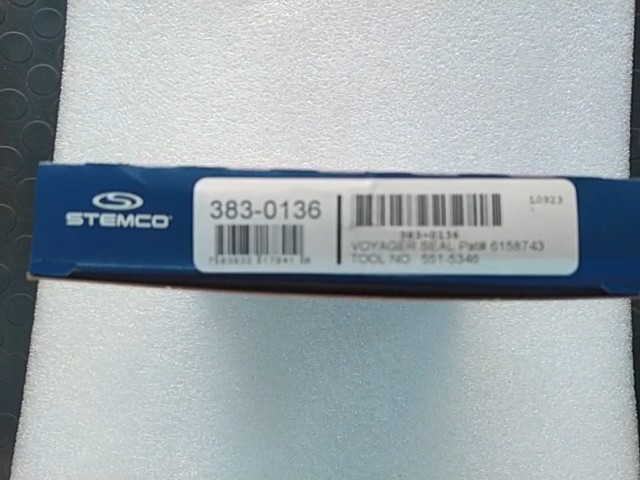 STEMCO
383-0136
383-0136
VOYAGER SEAL Pat# 6158743
TOOL NO. 551-5346